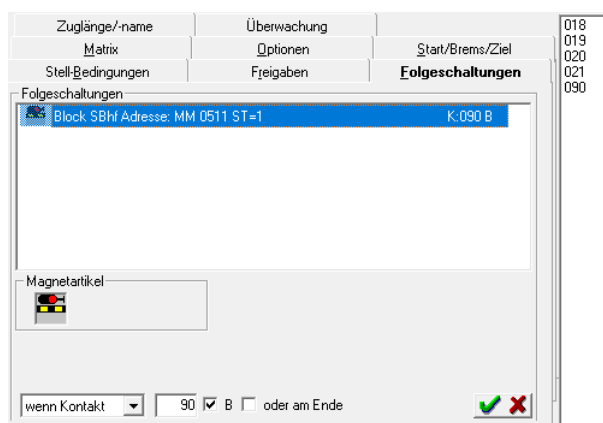 Zuglänge/-name Überwachung
Matrix Optionen Start/Brems/Ziel
Stell-Bedingungen Freigaben Folgeschaltungen
Folgeschaltungen
Block SBhf Adresse: MM 0511 ST=1 K:090 B
Magnetartikel
wenn Kontakt 90 B oder am Ende
018
019
020
021
090